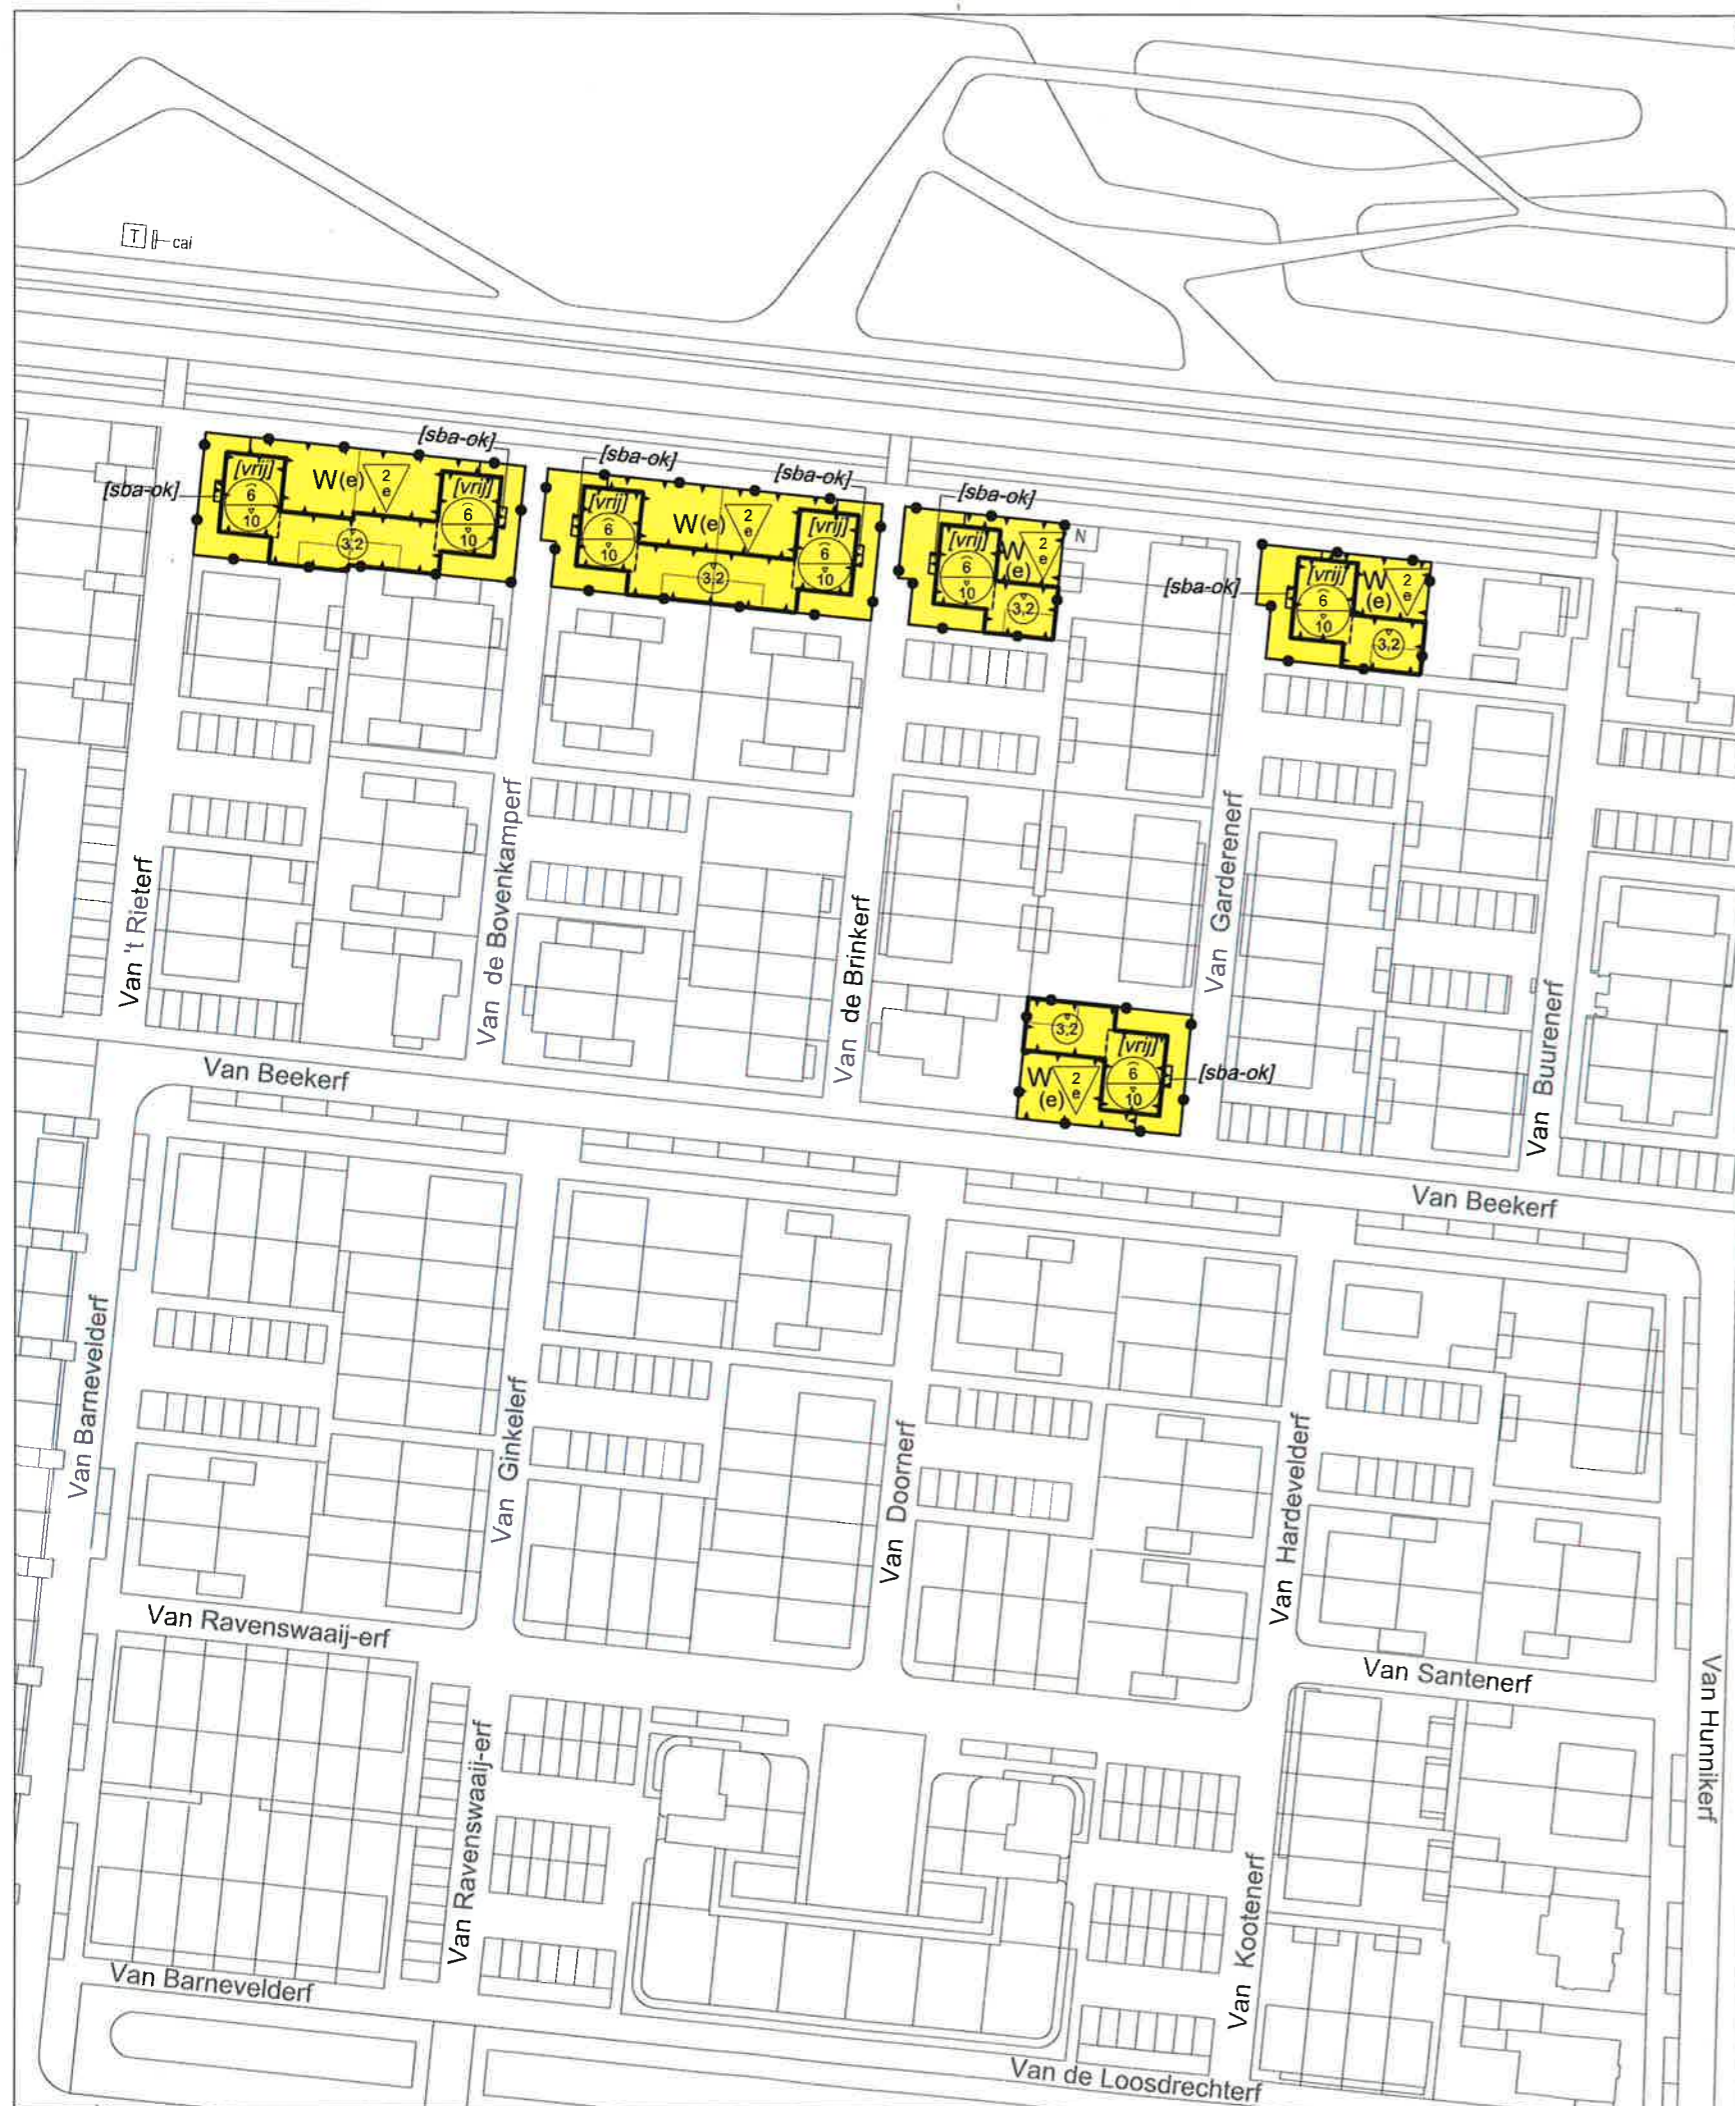 T cai
[sba-ok]
[sba-ok]
[vrij]
6
10
W(e)
2
e
[vrij]
6
10
3,2
[sba-ok]
[sba-ok]
[vrij]
6
10
W(e)
2
e
[vrij]
6
10
3,2
[sba-ok]
[vrij]
6
10
W
(e)
2
e
3,2
N
[sba-ok]
[vrij]
6
10
W
(e)
2
e
3,2
Van 't Rieterf
Van de Bovenkamperf
Van de Brinkerf
Van Garderenerf
Van Buurenerf
3,2
[vrij]
6
10
W
(e)
2
e
[sba-ok]
Van Beekerf
Van Beekerf
Van Barnevelderf
Van Ginkelerf
Van Doornerf
Van Hardevelderf
Van Ravenswaaij-erf
Van Santenerf
Van Hunnikerf
Van Ravenswaaij-erf
Van Kootenerf
Van Barnevelderf
Van de Loosdrechterf